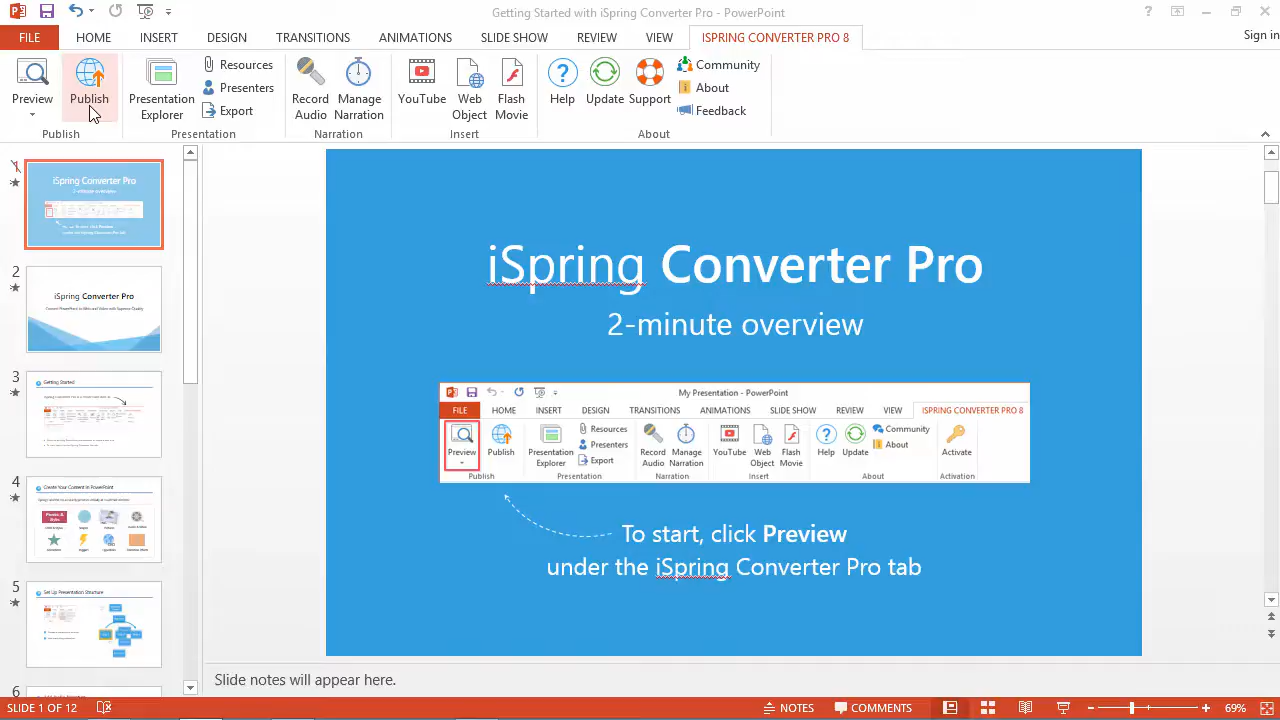 Getting Started with iSpring Converter Pro - PowerPoint
Sign in
FILE HOME INSERT DESIGN TRANSITIONS ANIMATIONS SLIDE SHOW REVIEW VIEW ISPRING CONVERTER PRO 8
Preview
Publish
Publish
Presentation
Explorer
Resources
Presenters
Export
Presentation
Record
Audio
Manage
Narration
Narration
YouTube
Web
Object
Flash
Movie
Insert
Help
Update
Support
Community
About
Feedback
About
1
iSpring Converter Pro
2-minute overview
2
iSpring Converter Pro
3
Getting Started
4
Create Your Content in PowerPoint
5
Set Up Presentation Structure
6
iSpring Converter Pro
2-minute overview
My Presentation - PowerPoint
FILE HOME INSERT DESIGN TRANSITIONS ANIMATIONS SLIDE SHOW REVIEW VIEW ISPRING CONVERTER PRO 8
Preview
Publish
Publish
Presentation
Explorer
Resources
Presenters
Export
Presentation
Record
Audio
Manage
Narration
Narration
YouTube
Web
Object
Flash
Movie
Insert
Help
Update
Community
About
About
Activate
Activation
To start, click Preview
under the iSpring Converter Pro tab
Slide notes will appear here.
SLIDE 1 OF 12 NOTES COMMENTS 69%